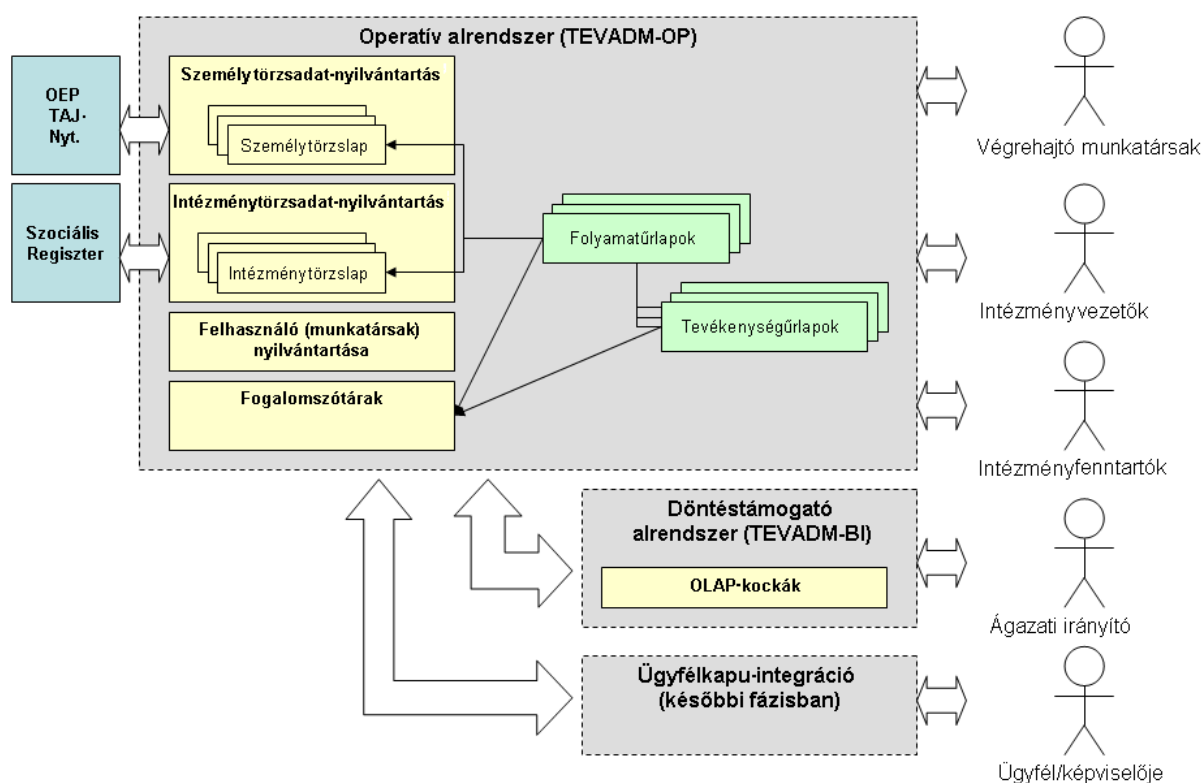 Operatív alrendszer (TEVADM-OP)
OEP
TAJ-
Nyt.
Szociális
Regiszter
Személytörzsadat-nyilvántartás
Személytörzslap
Intézménytörzsadat-nyilvántartás
Intézménytörzslap
Felhasználó (munkatársak)
nyilvántartása
Fogalomszótárak
Folyamatűrlapok
Tevékenységűrlapok
Végrehajtó munkatársak
Intézményvezetők
Intézményfenntartók
Döntéstámogató
alrendszer (TEVADM-BI)
OLAP-kockák
Ágazati irányító
Ügyfélkapu-integráció
(későbbi fázisban)
Ügyfél/képviselője